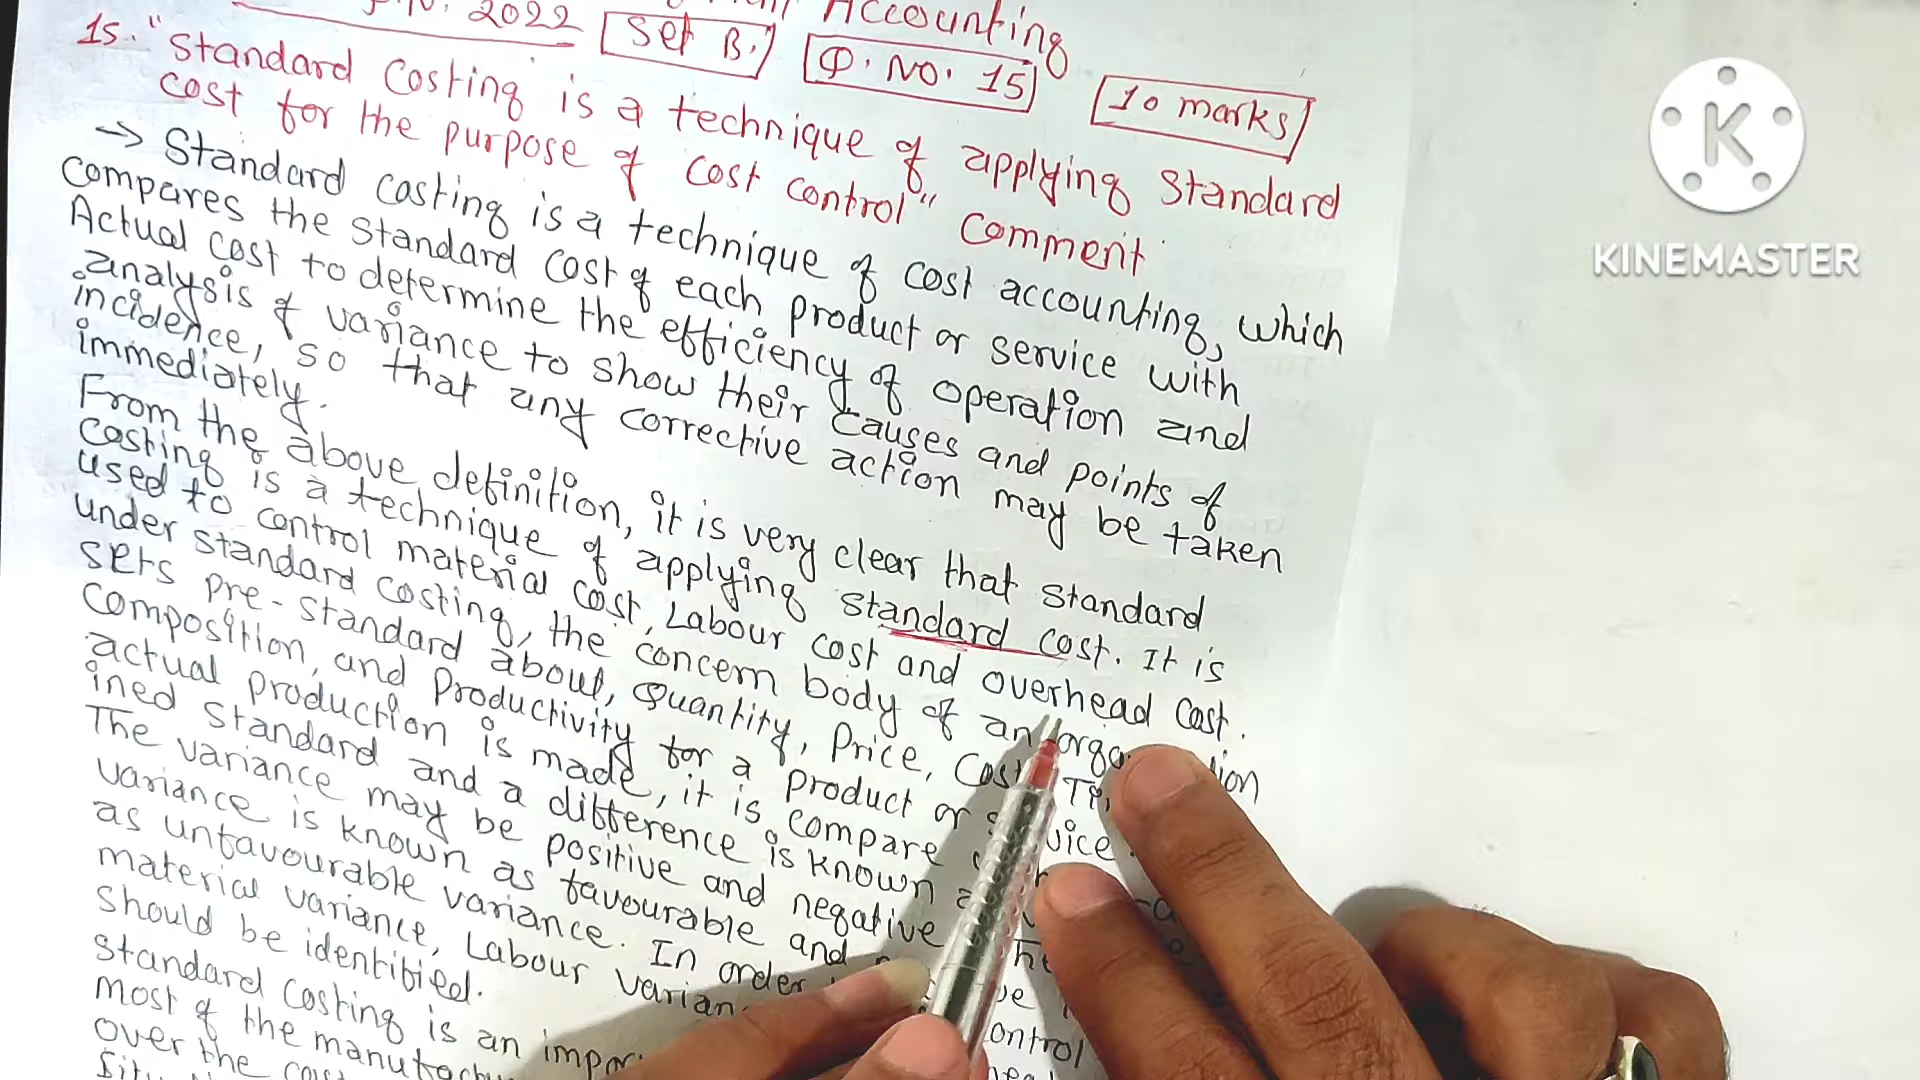 2022 Accounting
Set B. Q. No. 15 10 marks
15. "Standard Costing is a technique of applying Standard
cost for the purpose of cost control" Comment
→ Standard costing is a technique of cost accounting, which
compares the standard cost of each product or service with
Actual cost to determine the efficiency of operation and
analysis of variance to show their causes and points of
incidence, so that any corrective action may be taken
immediately.
From the above definition, it is very clear that standard
costing is a technique of applying standard cost. It is
used to control material cost, Labour cost and overhead cost.
under standard costing, the concern body of an
sets pre-standard about, quantity, Price, Cost,
composition, and Productivity for a product or
actual production is made, it is compare
ined standard and a difference is known
The variance may be positive and negative
variance is known as favourable and
as unfavourable variance. In order
material variance, Labour control
should be identified.
standard costing is an
most of the
over the
K
KINEMASTER